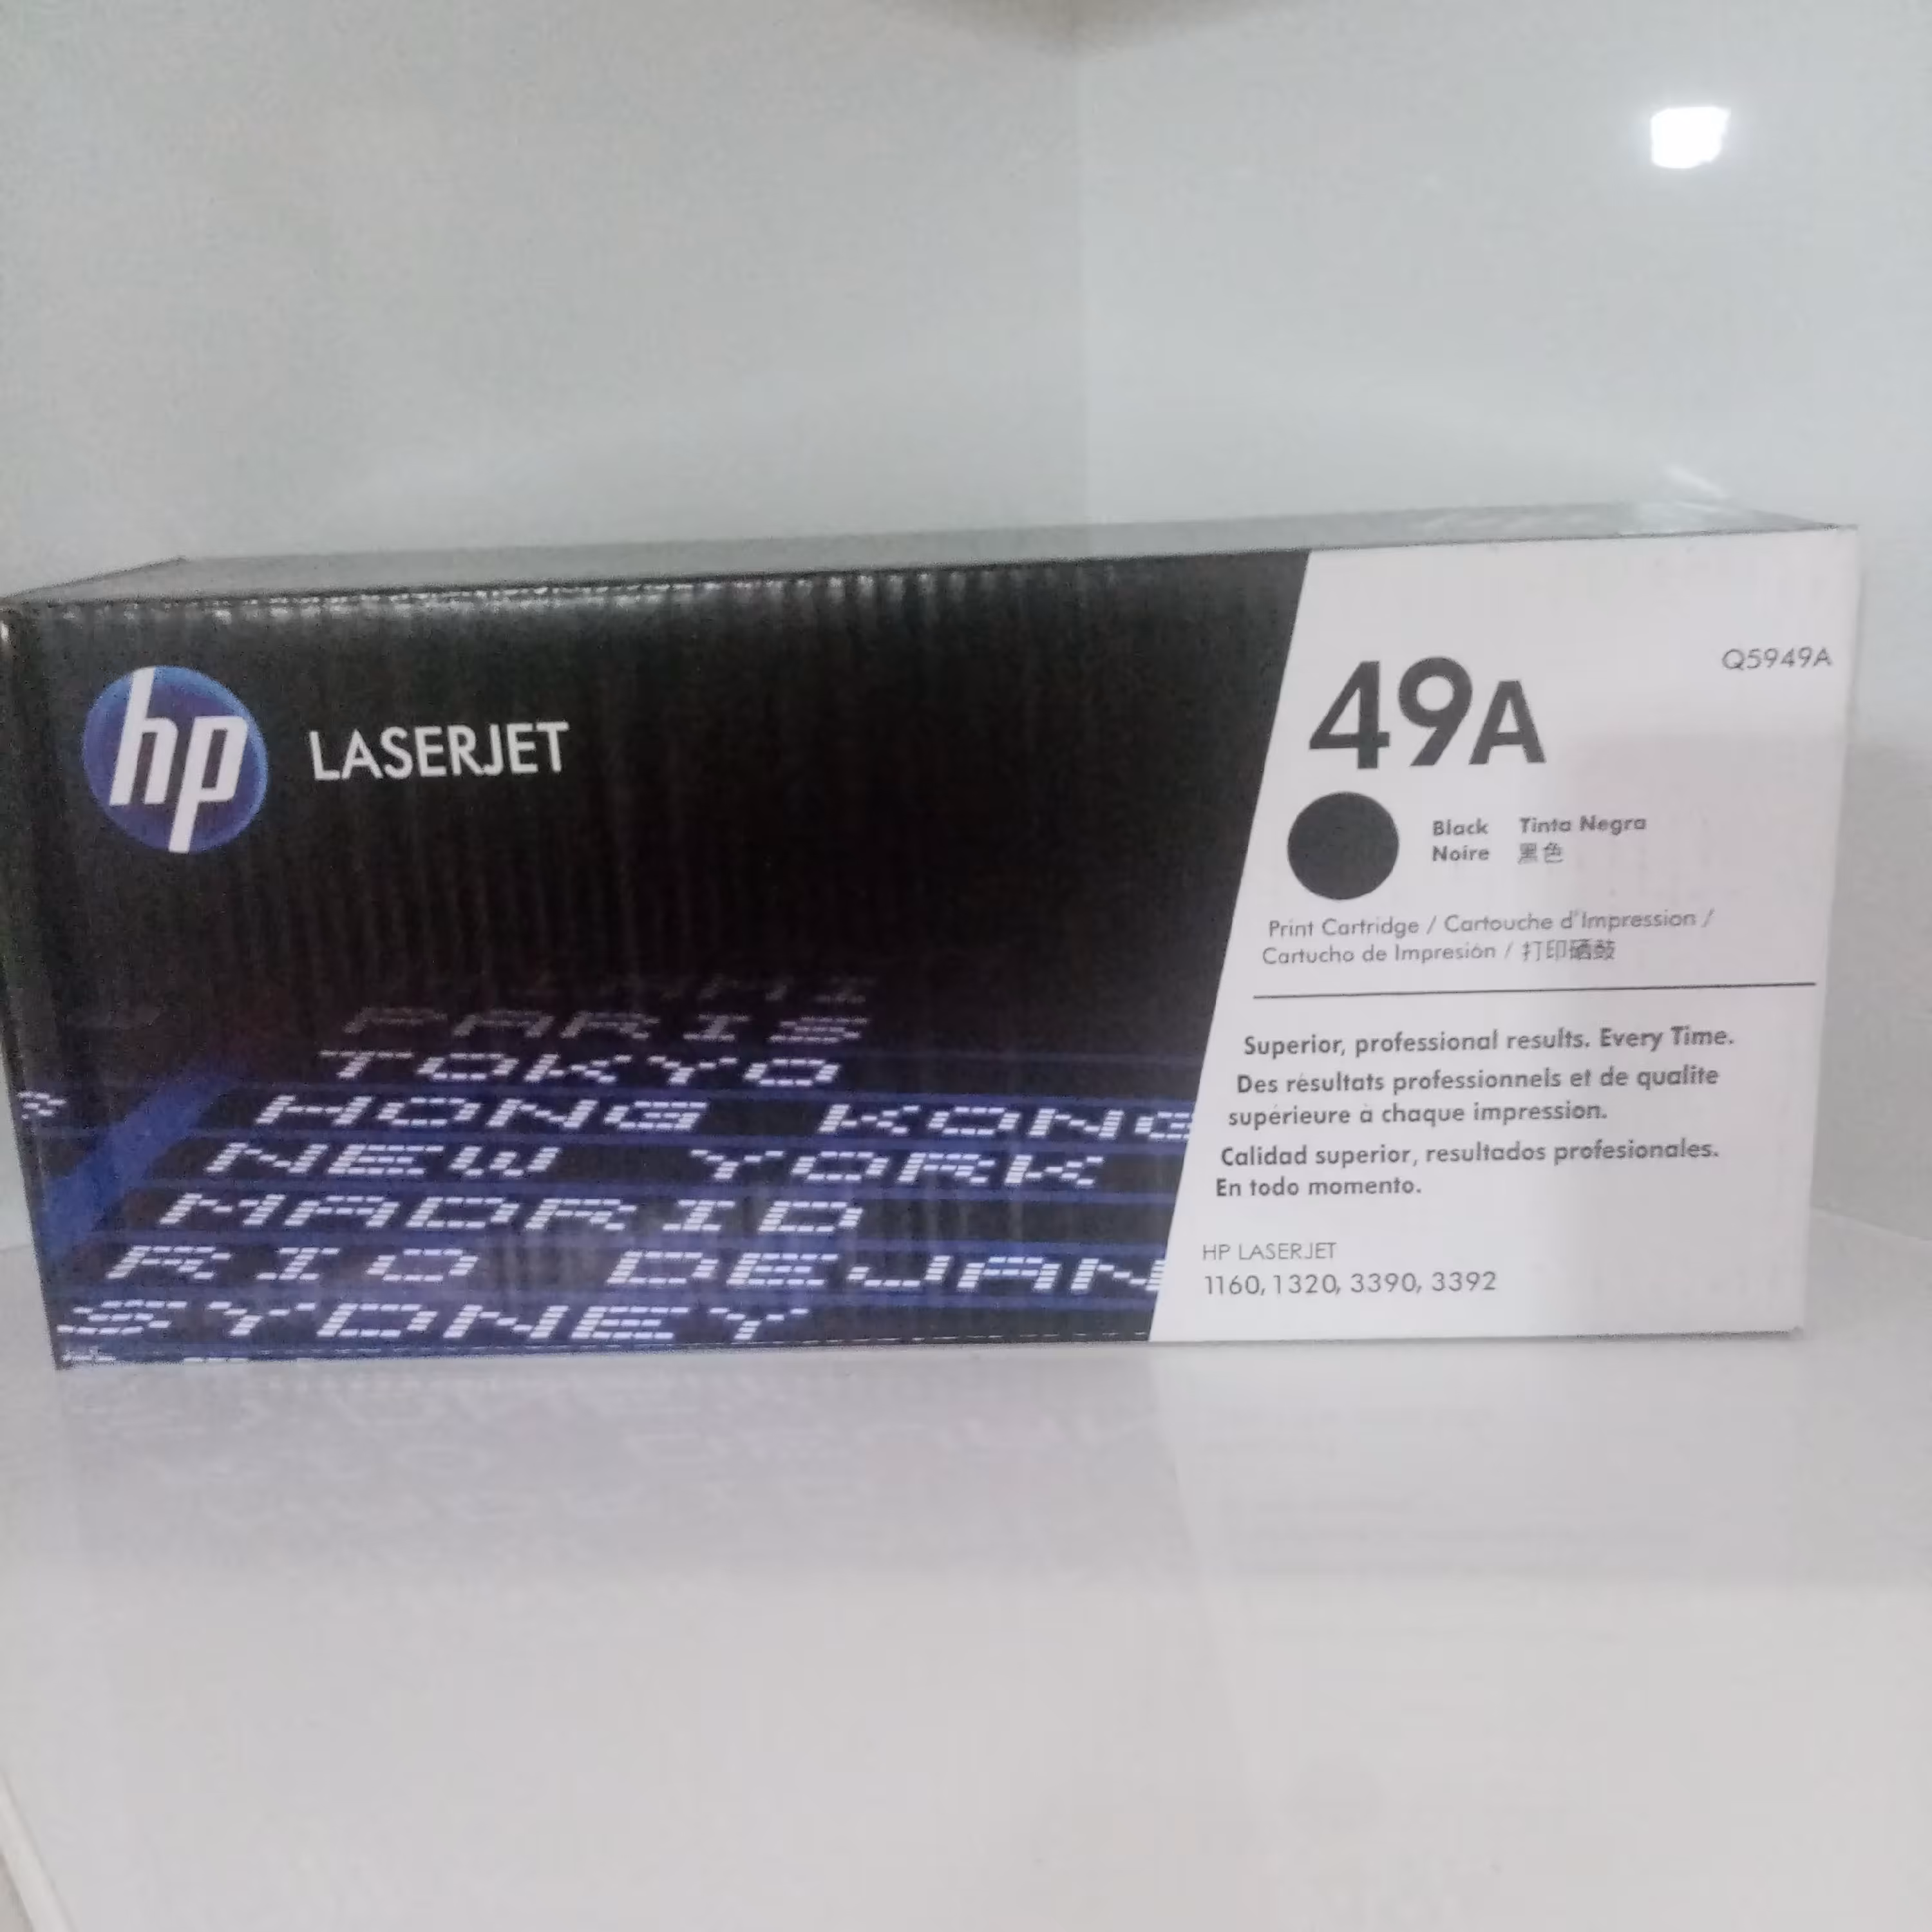 hp
LASERJET
PARIS
TOKYO
HONG KONG
NEW YORK
MADRID
RIO DEJAN
SYDNEY
49A
Q5949A
Black Tinta Negra
Noire 黑色
Print Cartridge / Cartouche d'Impression /
Cartucho de Impresión / 打印硒鼓
Superior, professional results. Every Time.
Des résultats professionnels et de qualite
supérieure à chaque impression.
Calidad superior, resultados profesionales.
En todo momento.
HP LASERJET
1160, 1320, 3390, 3392